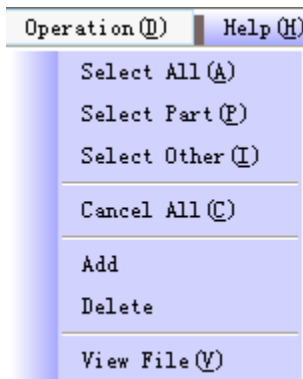 Operation(D) Help(H)
Select All(A)
Select Part(P)
Select Other(I)
Cancel All(C)
Add
Delete
View File(V)